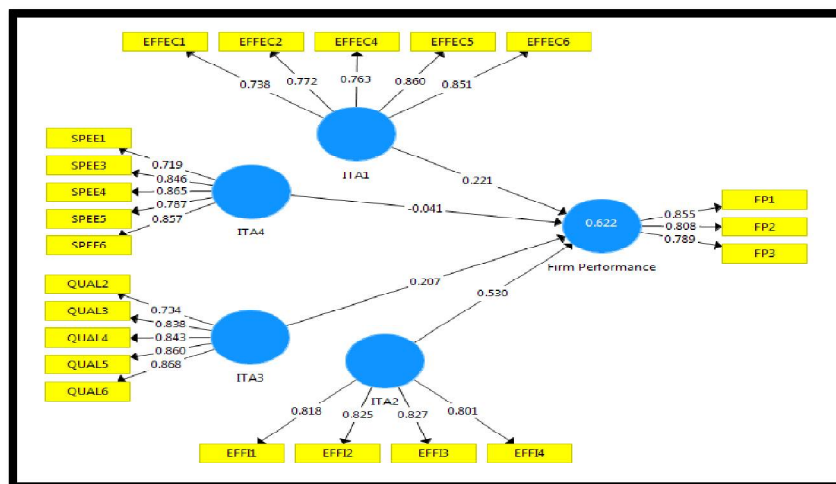 EFFEC1
EFFEC2
EFFEC4
EFFEC5
EFFEC6
0.738
0.772
0.763
0.860
0.851
ITA1
SPEE1
SPEE3
SPEE4
SPEE5
SPEE6
0.719
0.846
0.865
0.787
0.857
ITA4
0.221
-0.041
0.622
Firm Performance
0.855
0.808
0.789
FP1
FP2
FP3
0.207
0.530
QUAL2
QUAL3
QUAL4
QUAL5
QUAL6
0.734
0.838
0.843
0.860
0.868
ITA3
ITA2
0.818
0.825
0.827
0.801
EFFI1
EFFI2
EFFI3
EFFI4